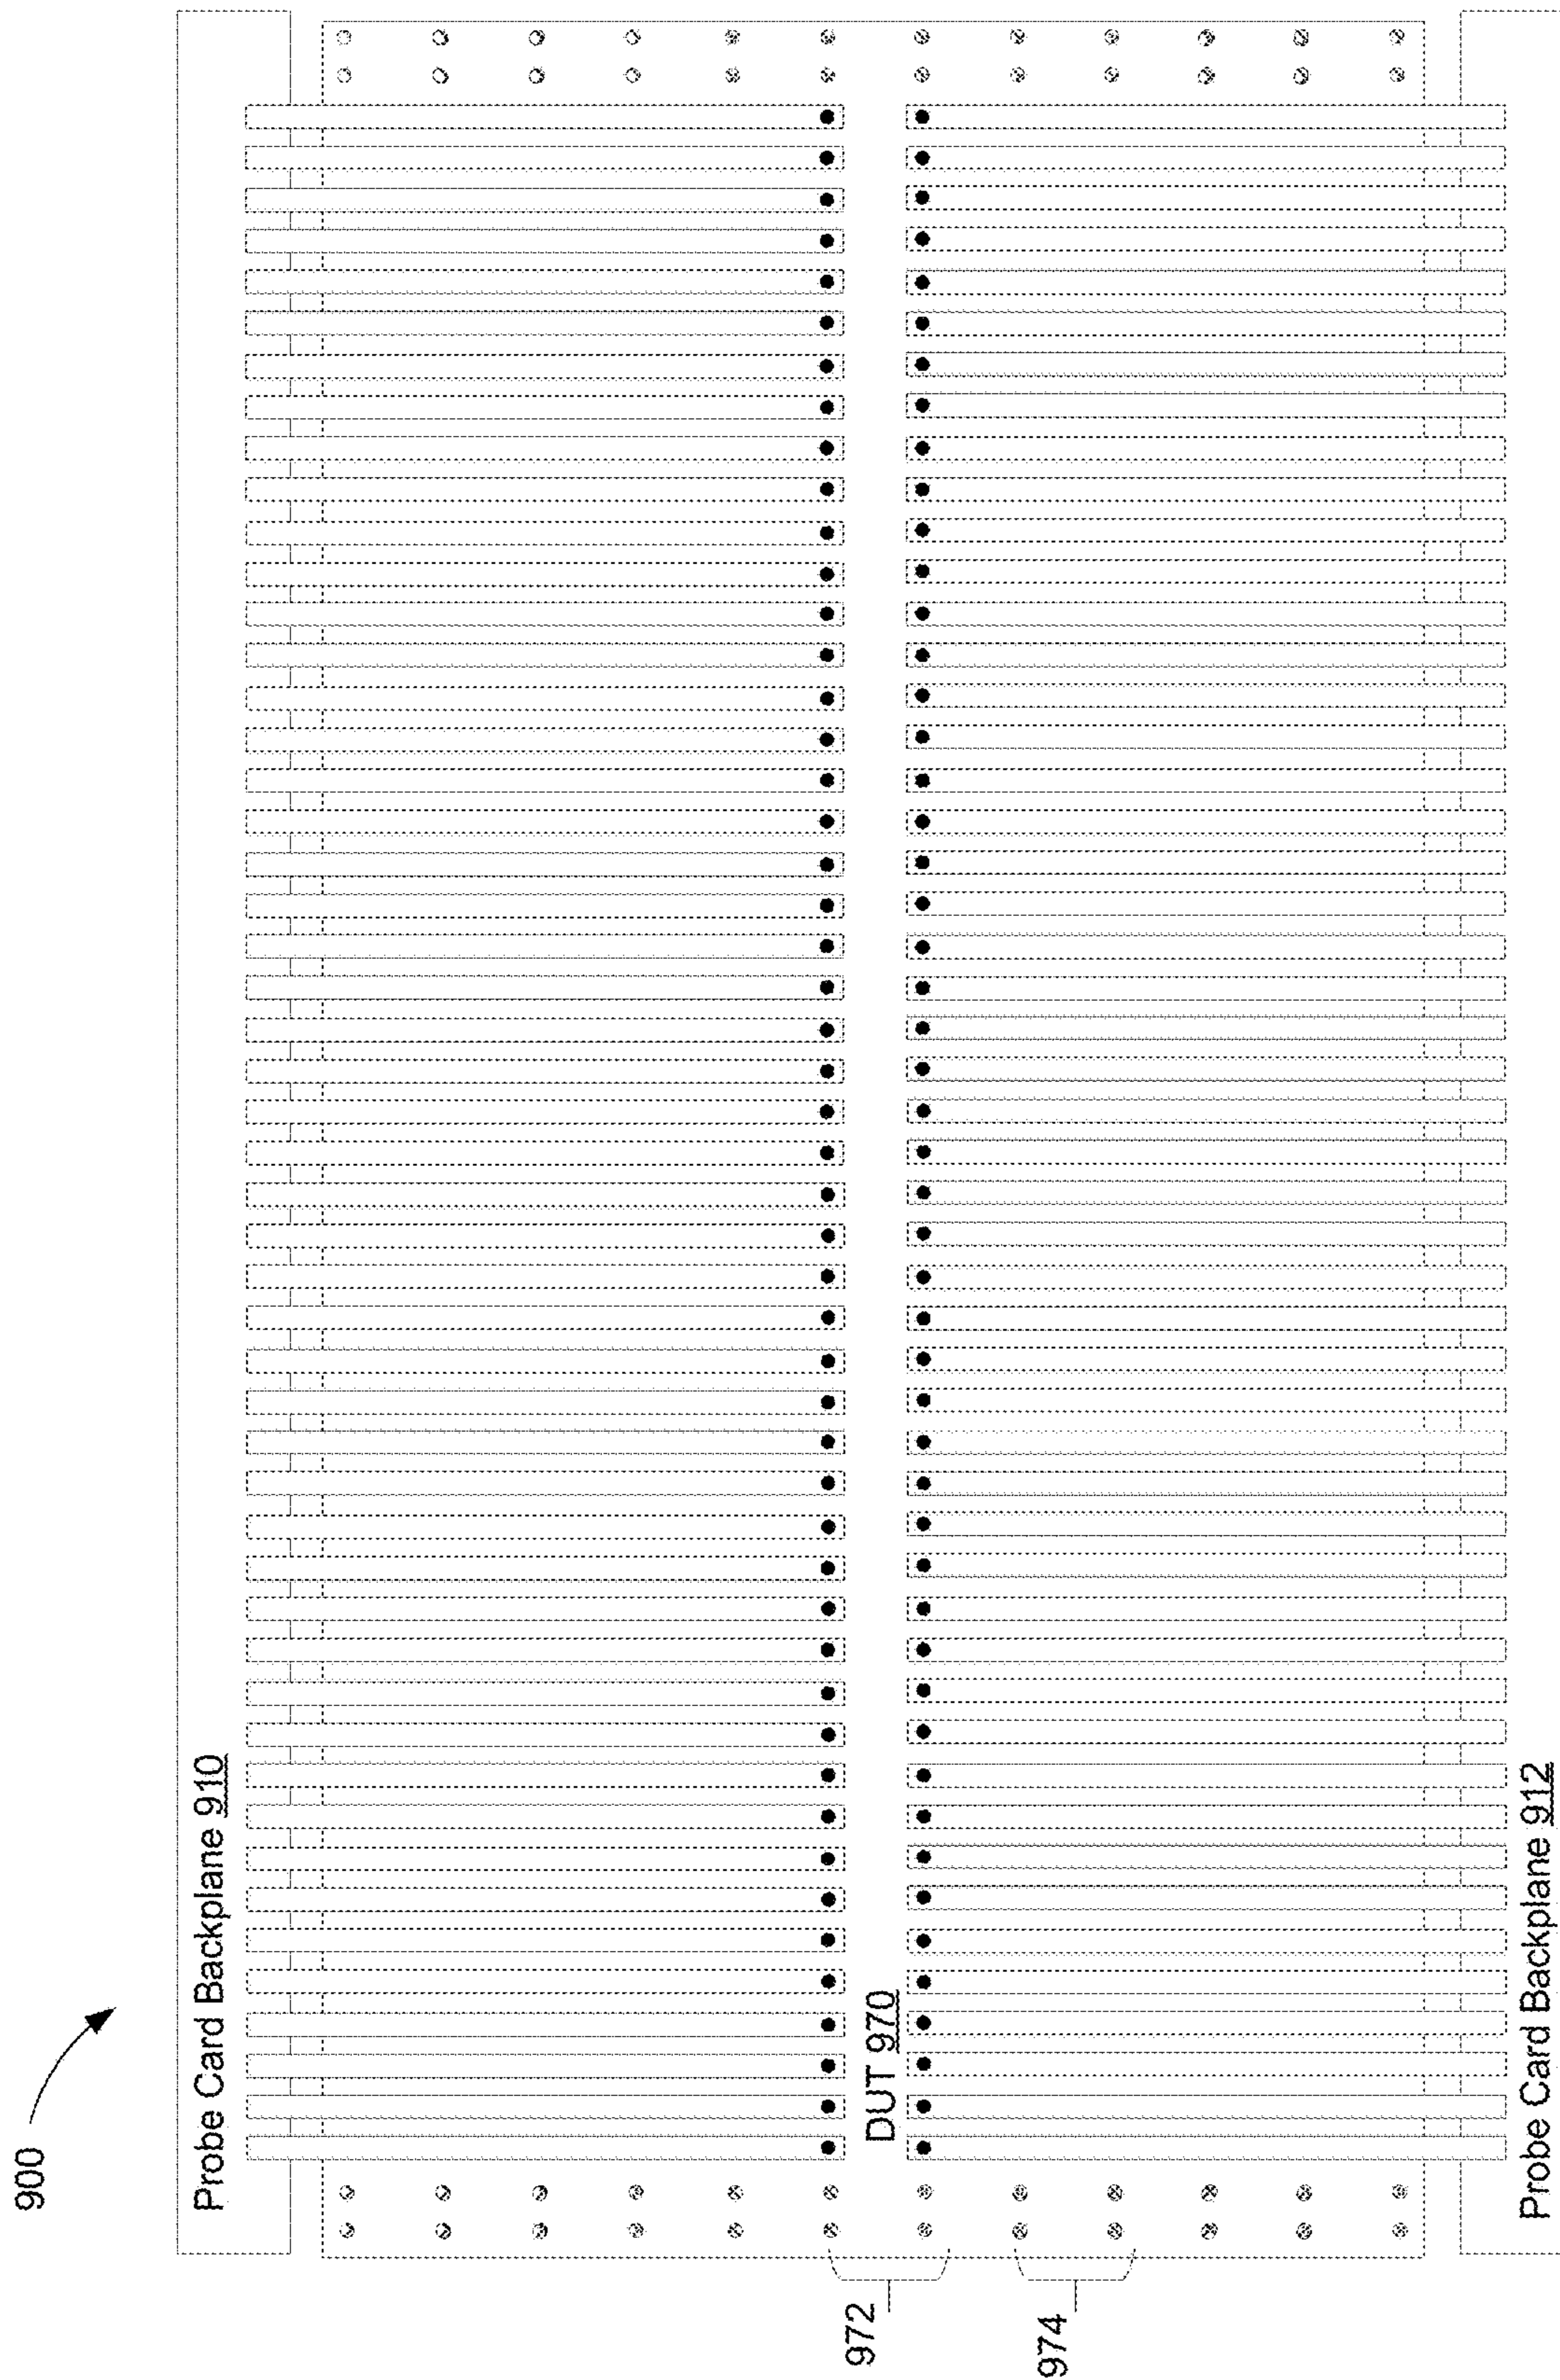 900
Probe Card Backplane 910
DUT 970
972
974
Probe Card Backplane 912